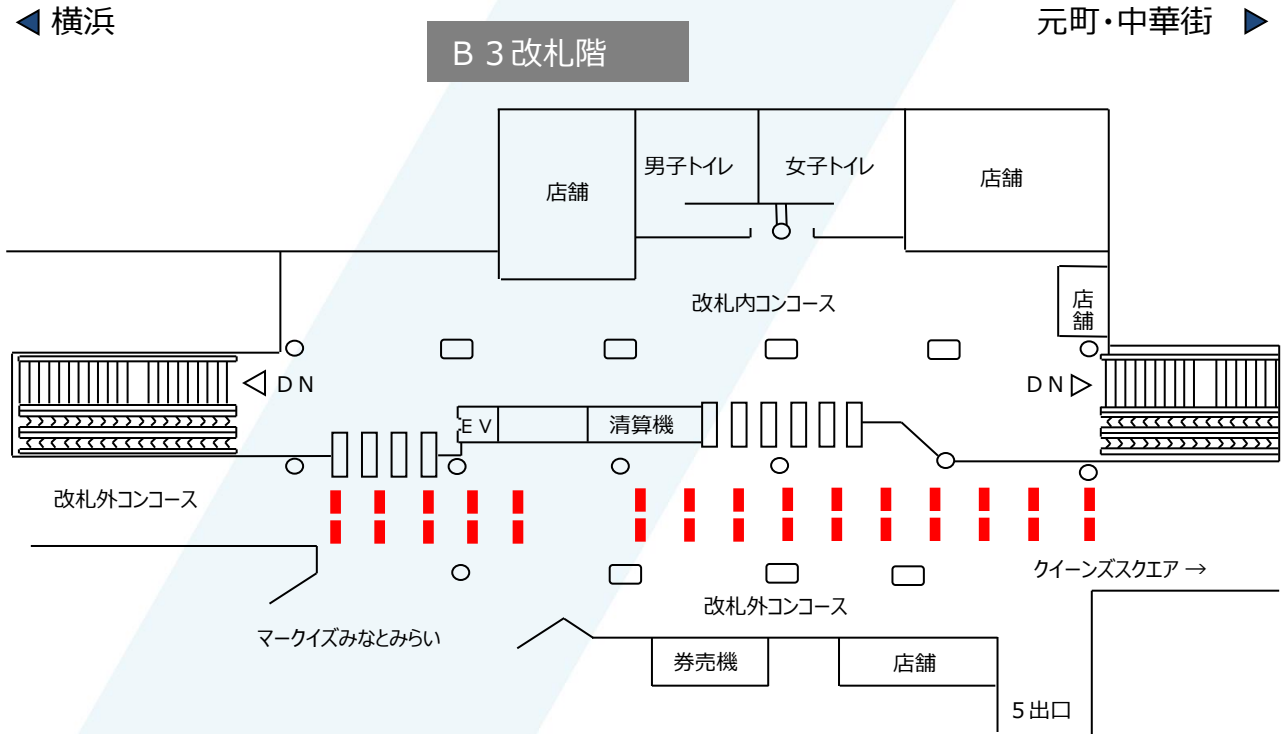 ◀ 横浜
元町・中華街 ▶
Ｂ３改札階
男子トイレ
女子トイレ
店舗
店舗
改札内コンコース
店舗
ＤＮ
ＤＮ
ＥＶ
清算機
改札外コンコース
クイーンズスクエア →
改札外コンコース
マークイズみなとみらい
券売機
店舗
５出口